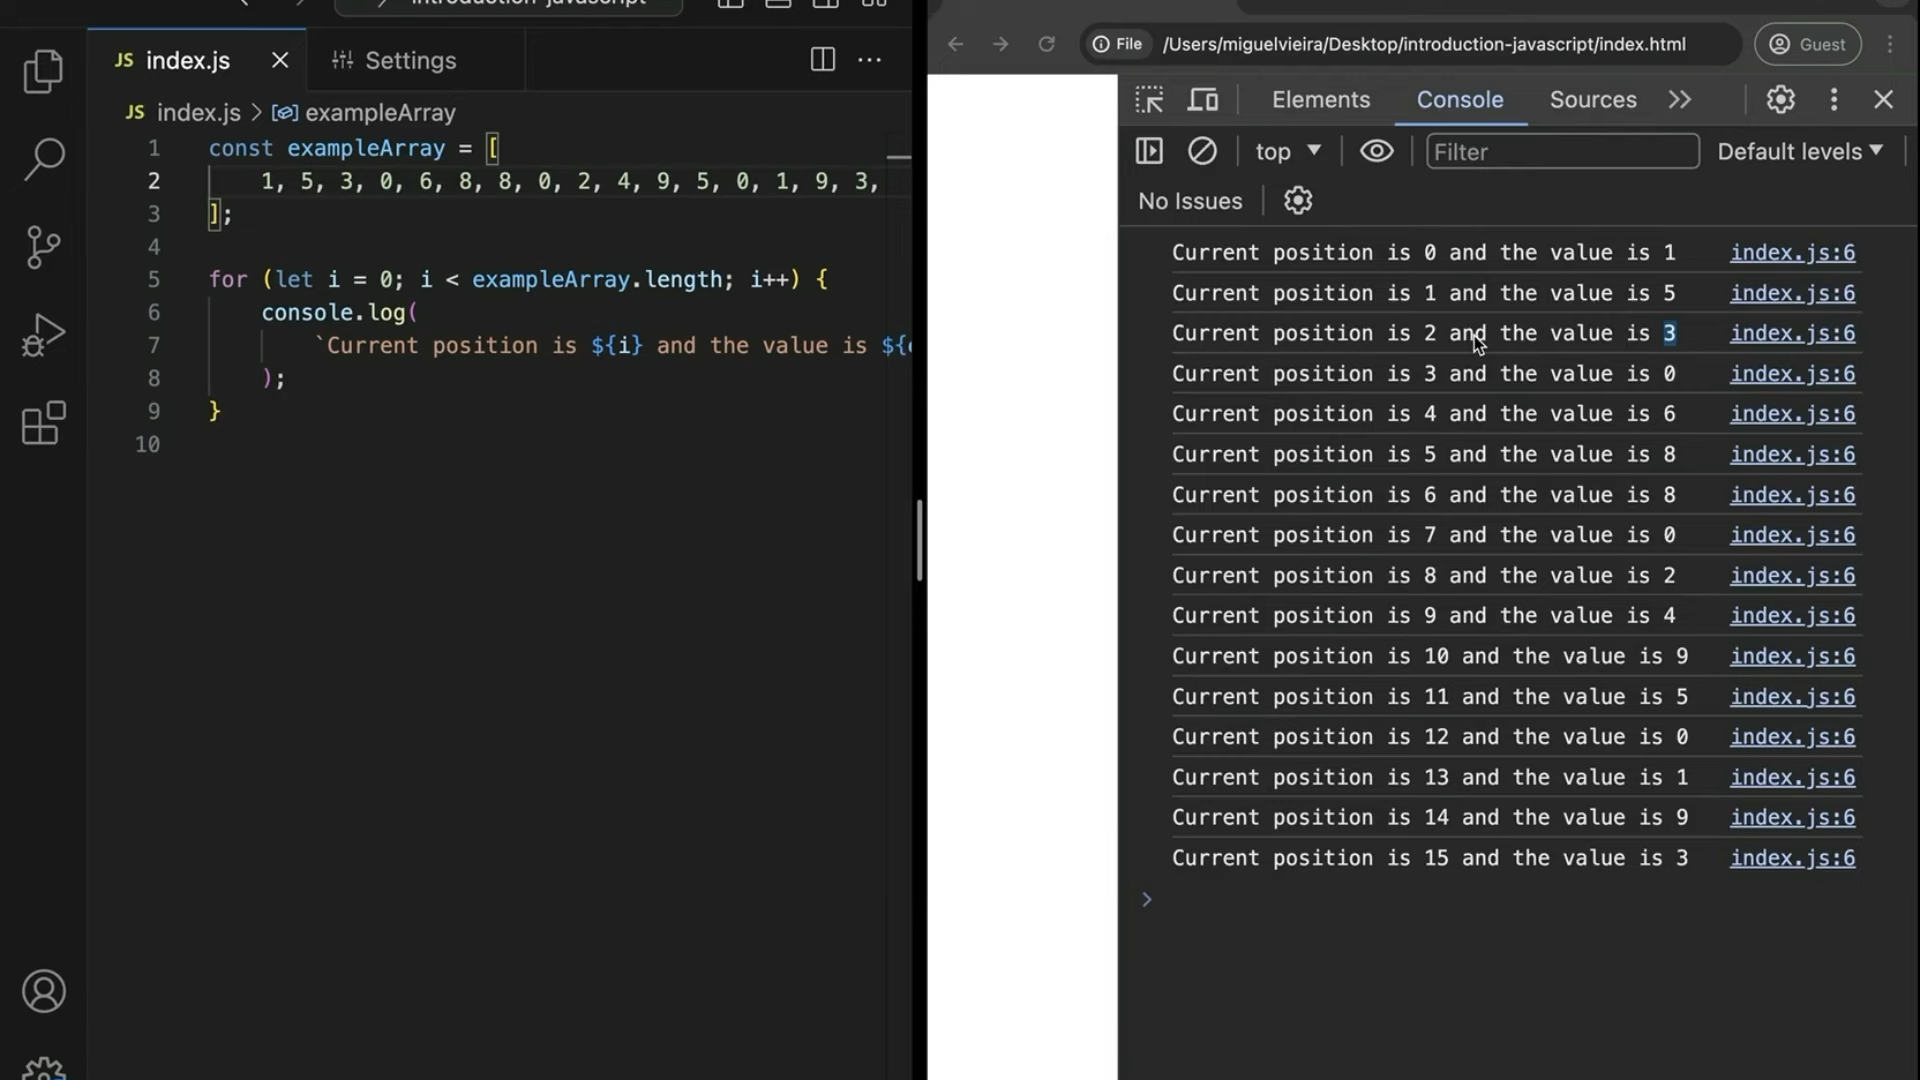 introduction-javascript
JS index.js
Settings
JS index.js > exampleArray
1 const exampleArray = [
2 1, 5, 3, 0, 6, 8, 8, 0, 2, 4, 9, 5, 0, 1, 9, 3,
3 ];
4
5 for (let i = 0; i < exampleArray.length; i++) {
6 console.log(
7 `Current position is ${i} and the value is ${
8 );
9 }
10
File /Users/miguelvieira/Desktop/introduction-javascript/index.html
Guest
Elements Console Sources
top Filter Default levels
No Issues
Current position is 0 and the value is 1 index.js:6
Current position is 1 and the value is 5 index.js:6
Current position is 2 and the value is 3 index.js:6
Current position is 3 and the value is 0 index.js:6
Current position is 4 and the value is 6 index.js:6
Current position is 5 and the value is 8 index.js:6
Current position is 6 and the value is 8 index.js:6
Current position is 7 and the value is 0 index.js:6
Current position is 8 and the value is 2 index.js:6
Current position is 9 and the value is 4 index.js:6
Current position is 10 and the value is 9 index.js:6
Current position is 11 and the value is 5 index.js:6
Current position is 12 and the value is 0 index.js:6
Current position is 13 and the value is 1 index.js:6
Current position is 14 and the value is 9 index.js:6
Current position is 15 and the value is 3 index.js:6